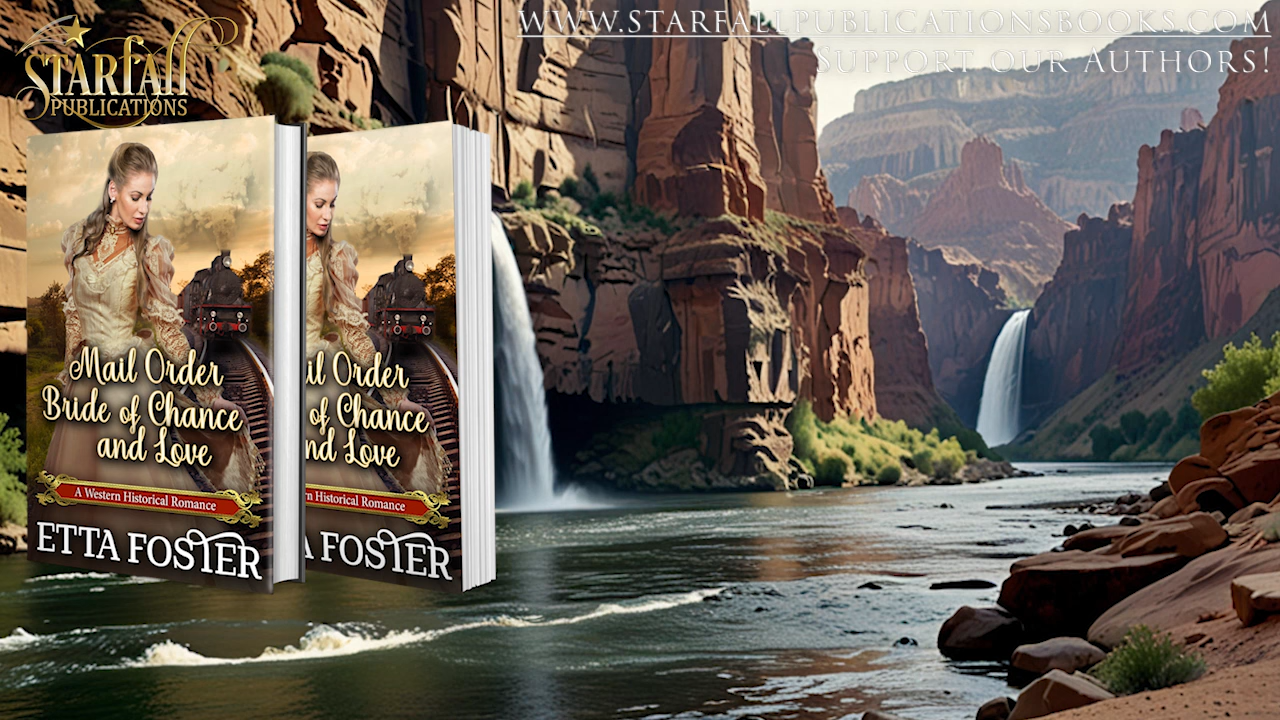 STARfall
PUBLICATIONS
WWW.STARFALLPUBLICATIONSBOOKS.COM
SUPPORT OUR AUTHORS!
Mail Order
Bride of Chance
and Love
A Western Historical Romance
ETTA FOSTER
il Order
of Chance
nd Love
rn Historical Romance
A FOSTER